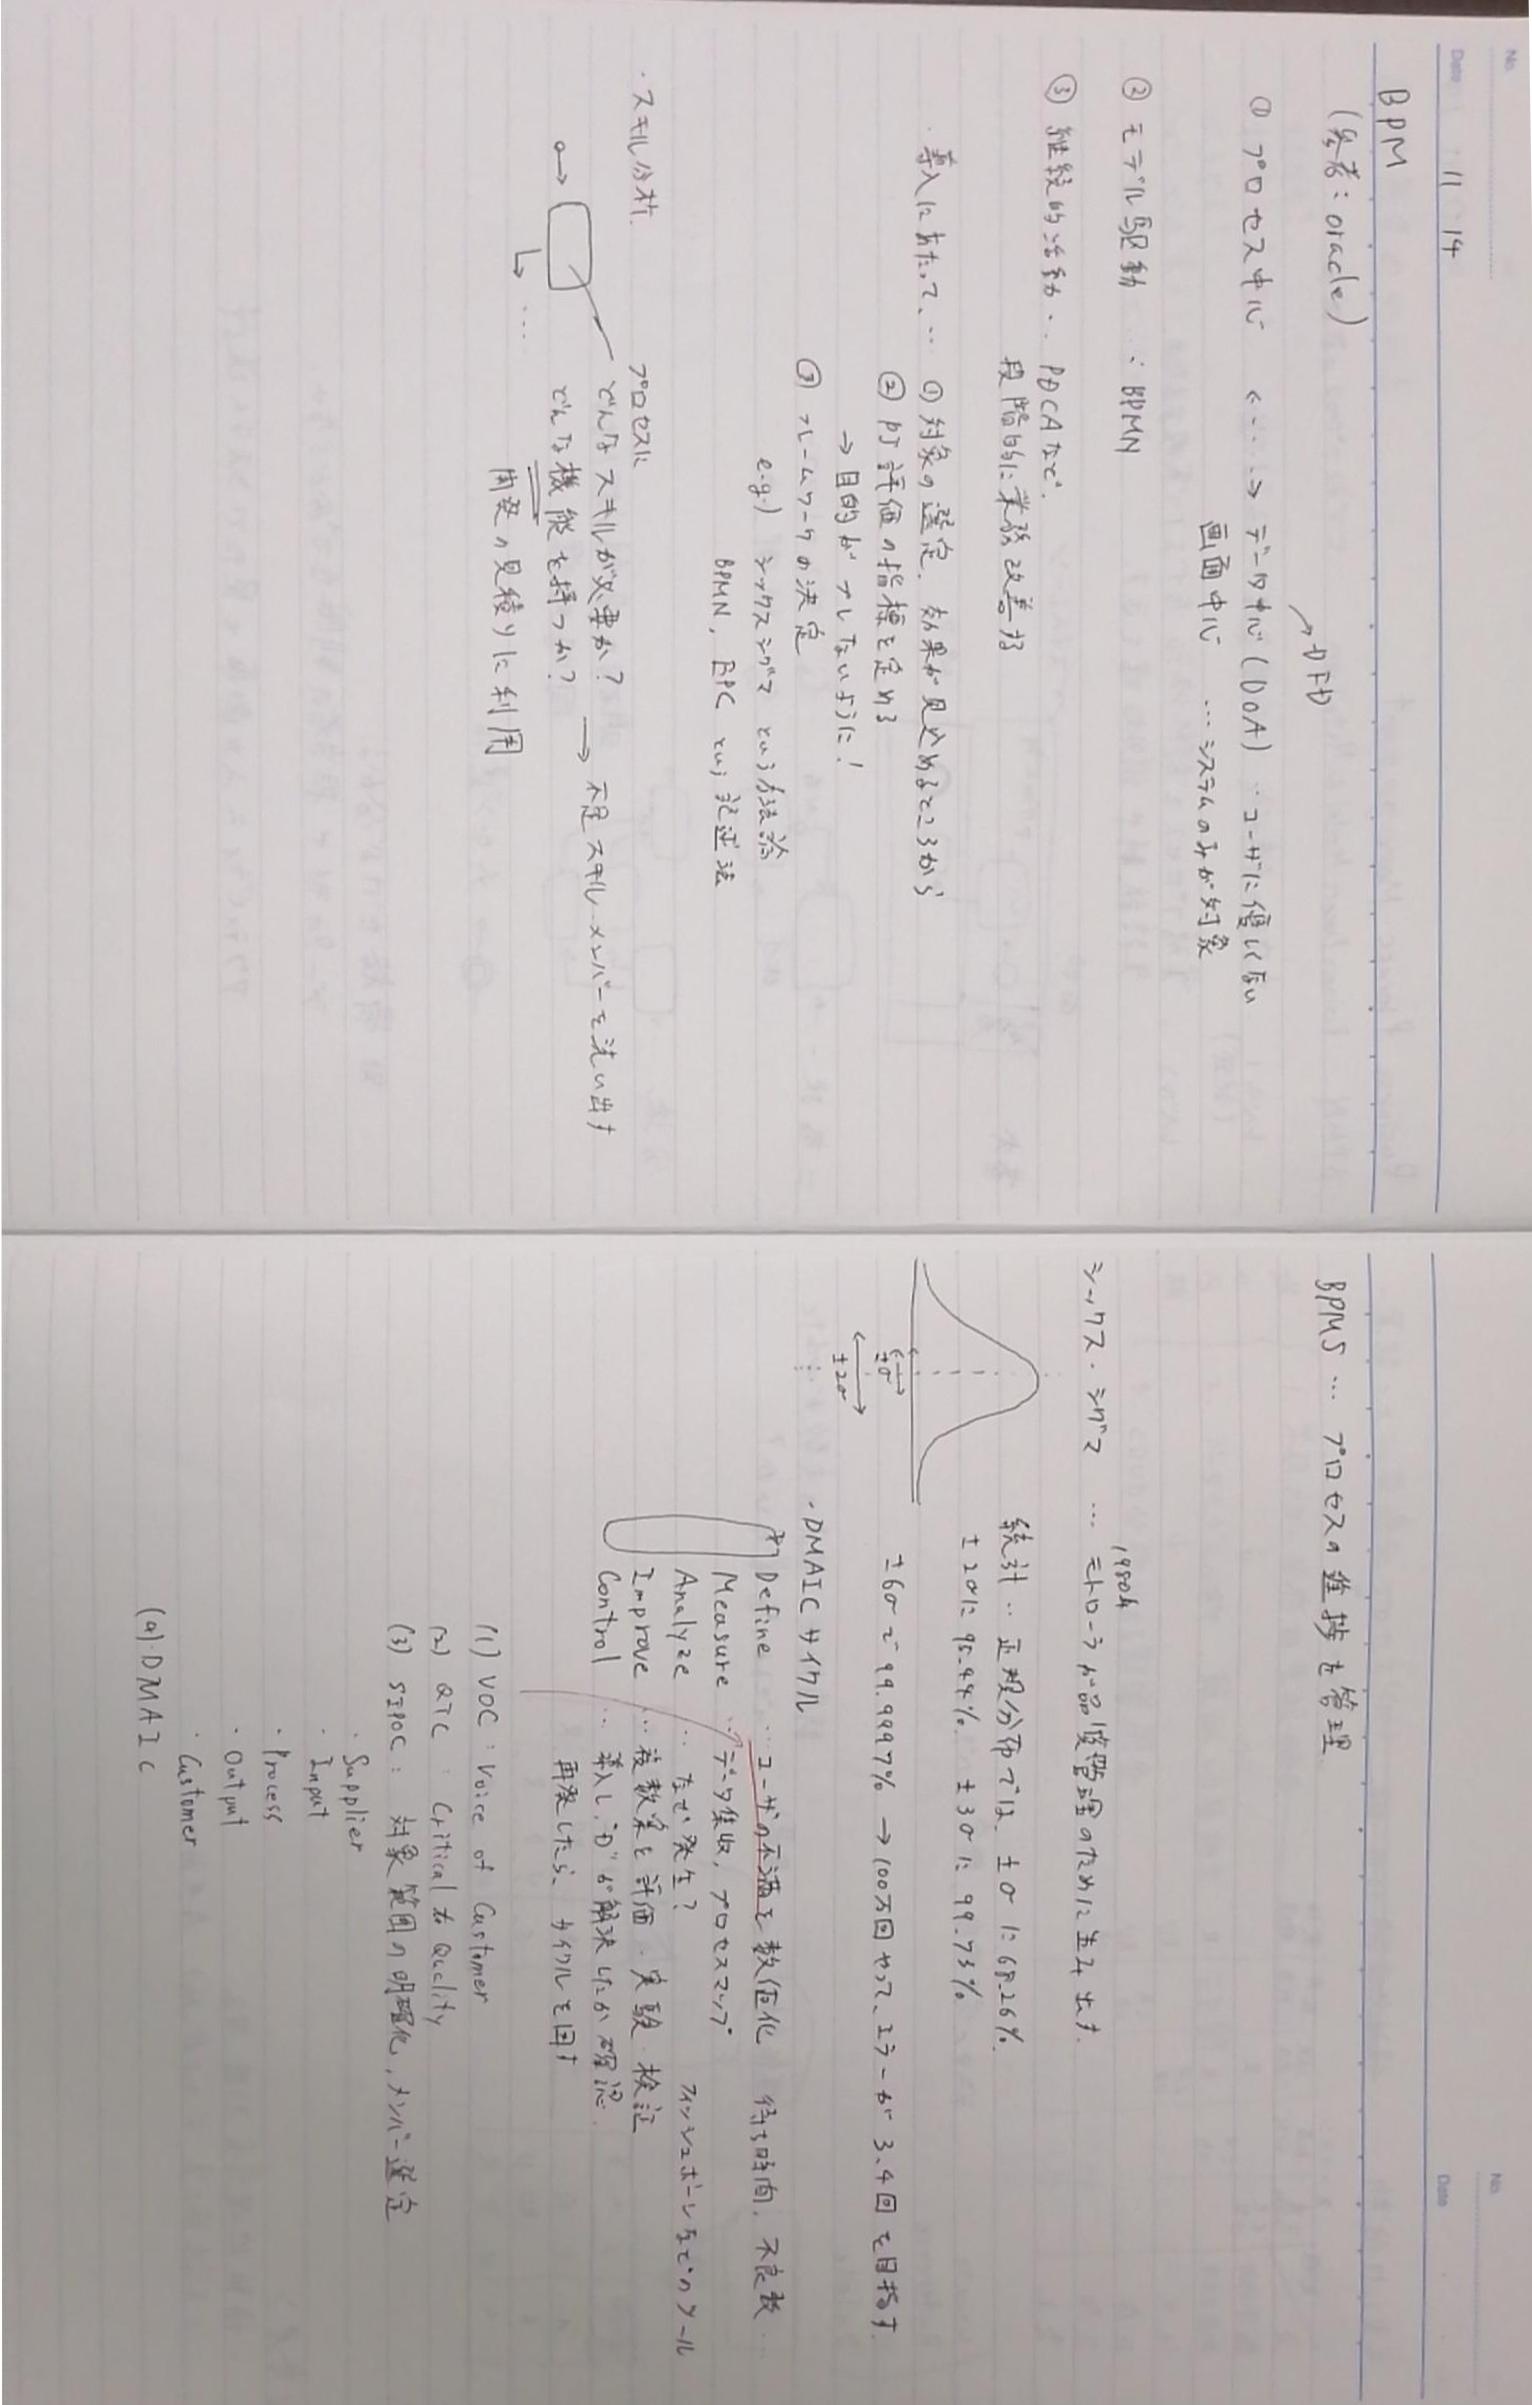 No.
Date 11 14
BPM
(参考:oracle)
→DFD
① プロセス中心 <····> データ中心(DOA) ‥ユーザに優しくない
画面中心 …システムのみが対象
② モデル駆動 : BPMN
③ 継続的活動‥ PDCAなど.
段階的に業務改善する
導入にあたって、… ① 対象の選定. 効果が見込めるところから
② PJ評価の指標を定める
→目的がブレないように!
③ フレームワークの決定
e.g.) シックスシグマ という方法論
BPMN, EPC という記述法
・スキル分析.
プロセスに
どんなスキルが必要か?
どんな機能を持つか?
→ 不足スキル メンバーを洗い出す
…
開発の見積りに利用
No.
Date
BPMS … プロセスの進捗を管理
1980年
シックス・シグマ … モトローラが品質管理のために生み出す.
統計‥正規分布では、±σに68.26%.
±2σに95.44%. ±3σに99.73%
±σ
±2σ
±6σで99.9997% → 100万回やって、エラーが3.4回を目指す.
・DMAICサイクル
Define …ユーザの不満を数値化 待ち時間, 不良数…
Measure ‥データ集収, プロセスマップ
Analyze ‥ なぜ発生? フィッシュボーンなどのツール
Improve …複数案を評価・実験・検証
Control ‥ 導入し,"D"が解決したか確認.
再発したら、サイクルを回す
(1) VOC : Voice of Customer
(2) QTC : Critical to Quality
(3) SIPOC : 対象範囲の明確化, メンバー選定
・Supplier
・Input
・Process
・Output
・Customer
(4) DMAIC